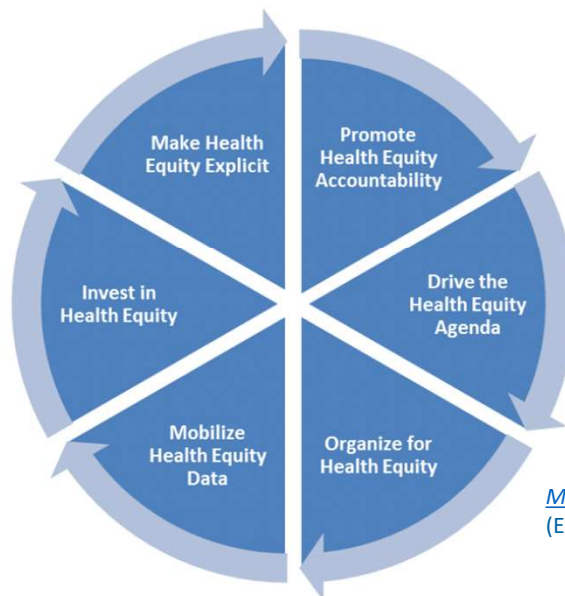 Make Health
Equity Explicit
Promote
Health Equity
Accountability
Drive the
Health Equity
Agenda
Organize for
Health Equity
Mobilize
Health Equity
Data
Invest in
Health Equity
M
(E